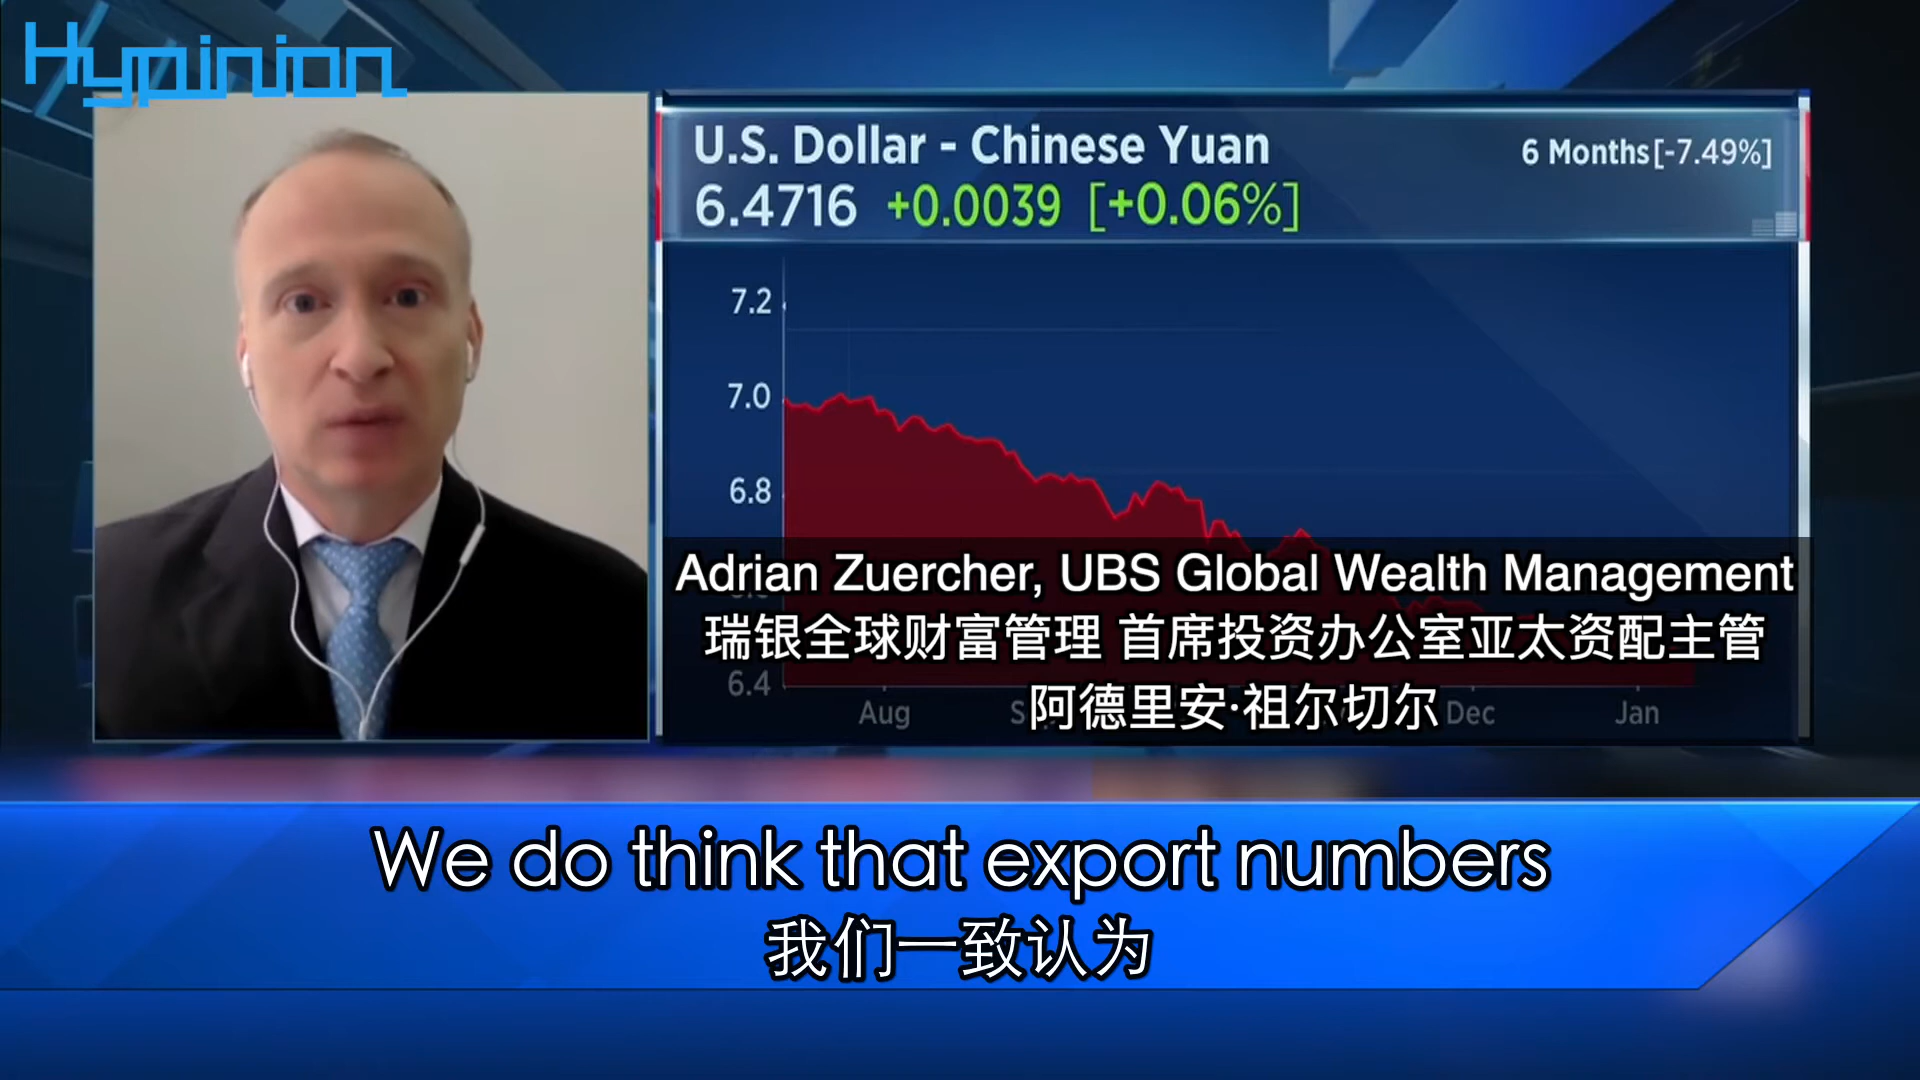 Hypinion
U.S. Dollar - Chinese Yuan
6 Months [-7.49%]
6.4716 +0.0039 [+0.06%]
7.2
7.0
6.8
6.4
Aug
Dec
Jan
Adrian Zuercher, UBS Global Wealth Management
瑞银全球财富管理 首席投资办公室亚太资配主管
阿德里安·祖尔切尔
We do think that export numbers
我们一致认为